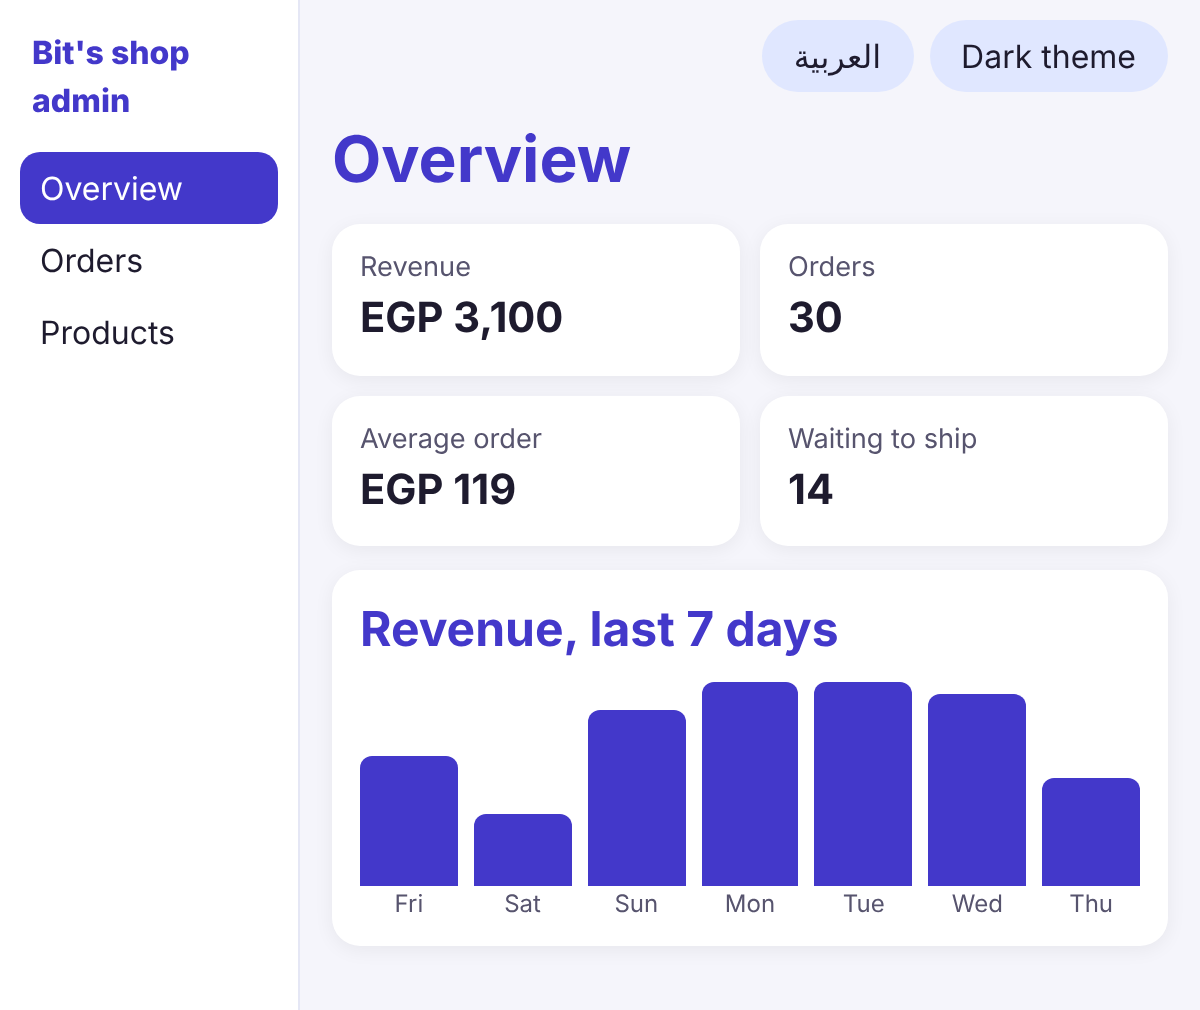 Bit's shop
admin
Overview
Orders
Products
العربية
Dark theme
Overview
Revenue
EGP 3,100
Orders
30
Average order
EGP 119
Waiting to ship
14
Revenue, last 7 days
Fri Sat Sun Mon Tue Wed Thu